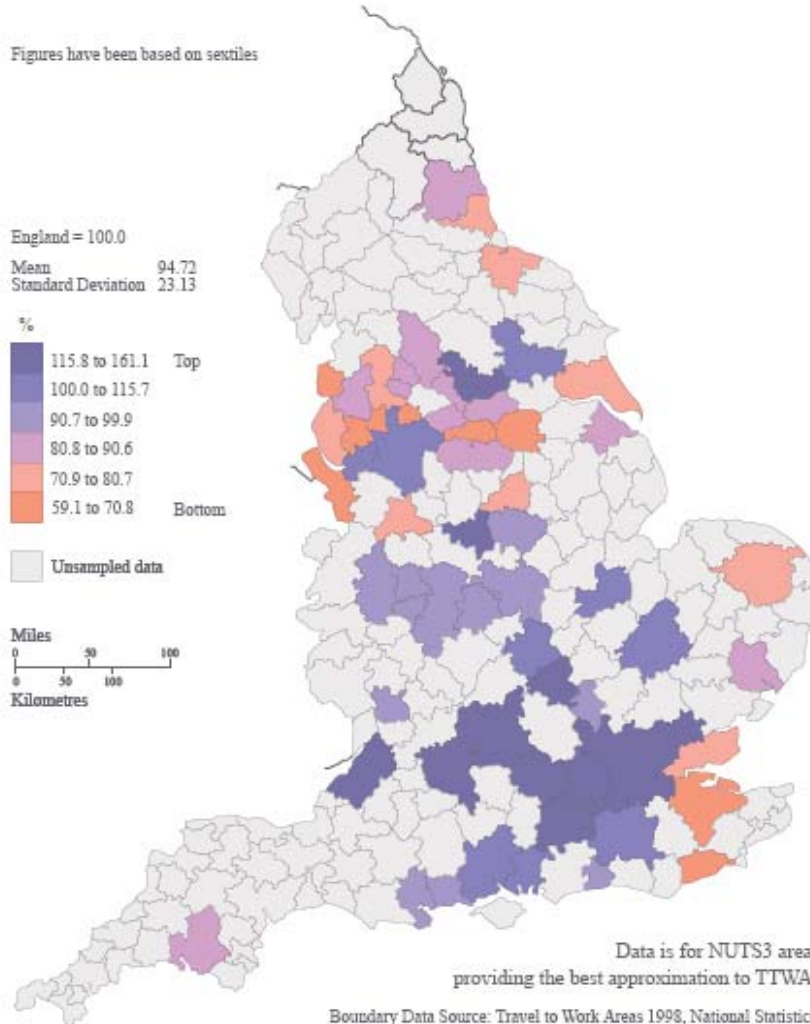 Figures have been based on sextiles
England = 100.0
Mean 94.72
Standard Deviation 23.13
%
115.8 to 161.1 Top
100.0 to 115.7
90.7 to 99.9
80.8 to 90.6
70.9 to 80.7
59.1 to 70.8 Bottom
Unsampled data
Miles
0 50 100
0 50 100
Kilometres
Data is for NUTS3 area
providing the best approximation to TTWA
Boundary Data Source: Travel to Work Areas 1998, National Statistic